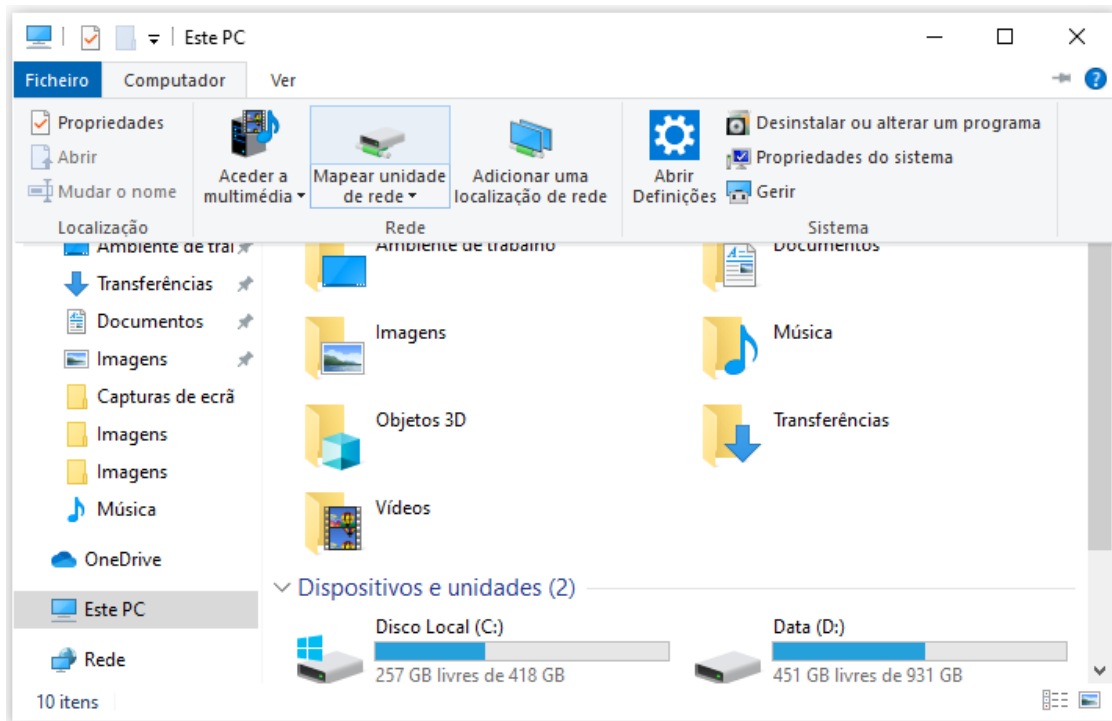 Este PC
Ficheiro Computador Ver
Propriedades
Abrir
Mudar o nome
Localização
Aceder a
multimédia
Mapear unidade
de rede
Adicionar uma
localização de rede
Rede
Abrir
Definições
Desinstalar ou alterar um programa
Propriedades do sistema
Gerir
Sistema
Ambiente de tral
Transferências
Documentos
Imagens
Capturas de ecrã
Imagens
Imagens
Música
OneDrive
Este PC
Rede
Ambiente de trabalho
Documentos
Imagens
Música
Objetos 3D
Transferências
Vídeos
Dispositivos e unidades (2)
Disco Local (C:)
257 GB livres de 418 GB
Data (D:)
451 GB livres de 931 GB
10 itens